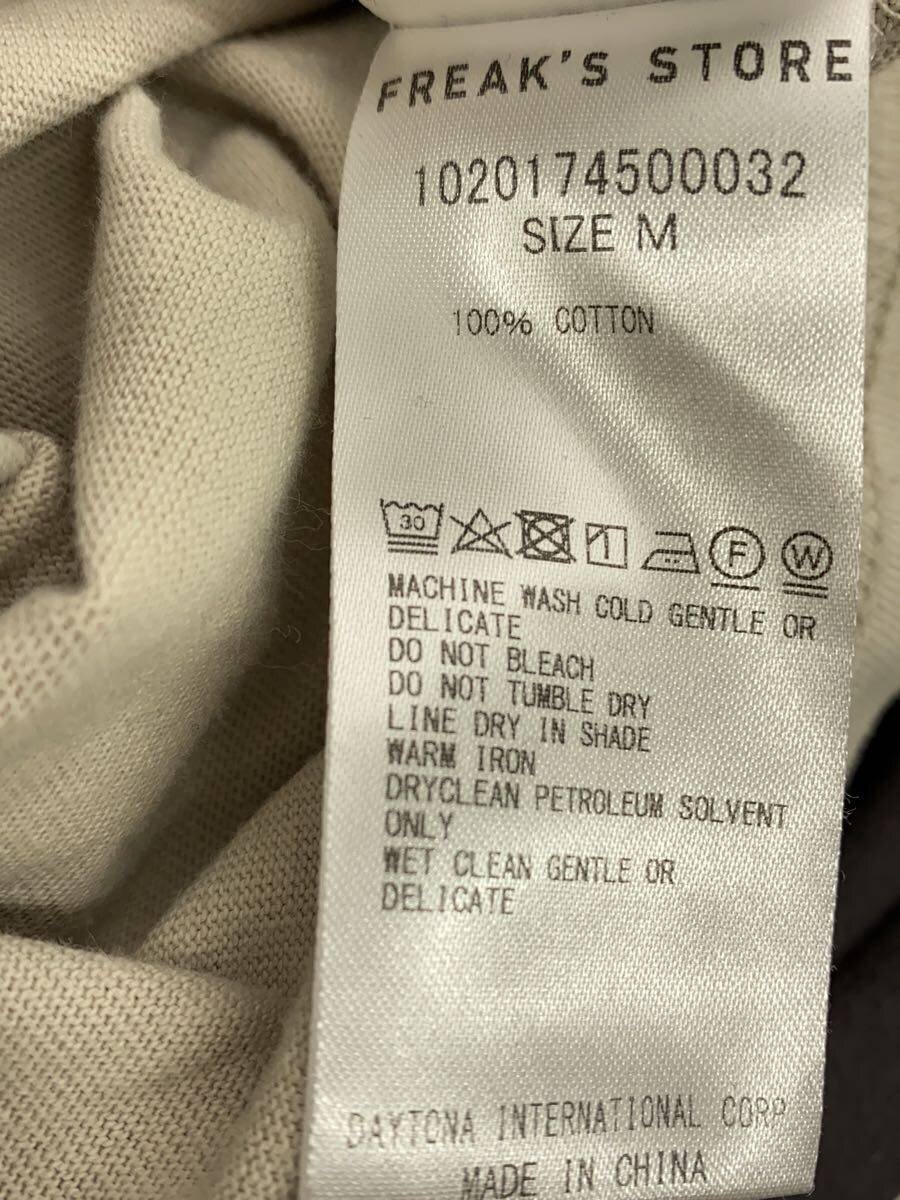 FREAK'S STORE
1020174500032
SIZE M
100% COTTON
30
F W
MACHINE WASH COLD GENTLE OR
DELICATE
DO NOT BLEACH
DO NOT TUMBLE DRY
LINE DRY IN SHADE
WARM IRON
DRYCLEAN PETROLEUM SOLVENT
ONLY
WET CLEAN GENTLE OR
DELICATE
DAYTONA INTERNATIONAL CORP
MADE IN CHINA